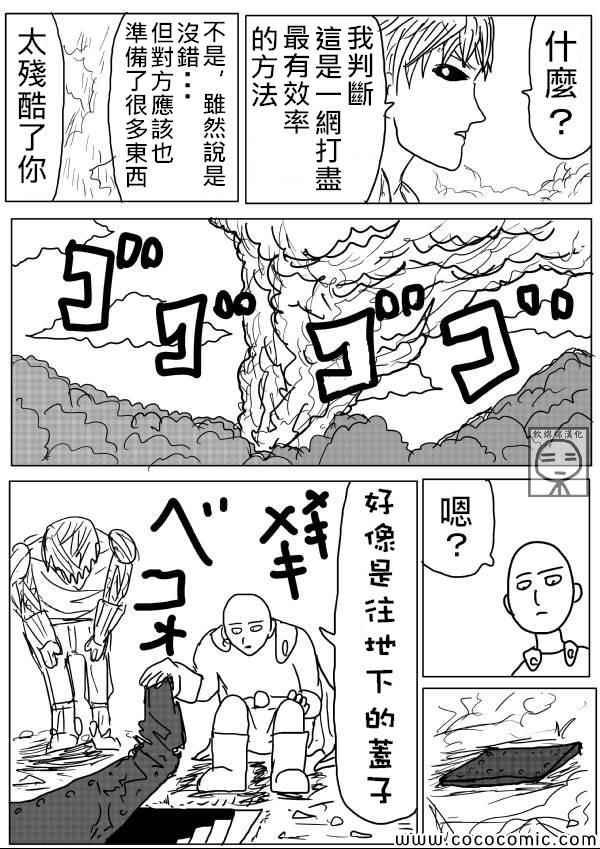 什麼？
我判斷
這是一網打盡
最有效率
的方法
不是，雖然說是
沒錯…
但對方應該也
準備了很多東西
太殘酷了你
ゴゴゴゴ
軟綿綿漢化
嗯？
好像是往地下的蓋子
メキメキ
ベコォ
www.cococomic.com